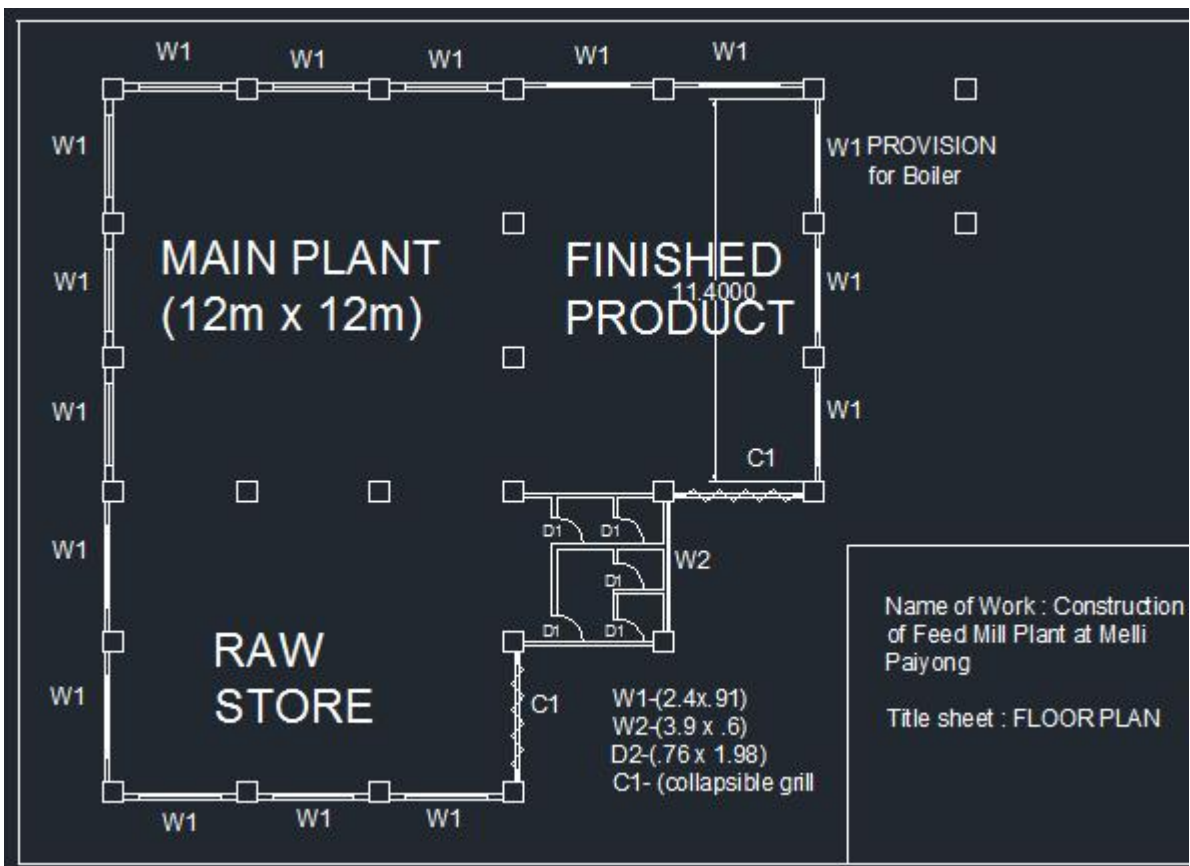 W1
W1
W1
W1
W1
W1
W1
PROVISION
for Boiler
MAIN PLANT
(12m x 12m)
FINISHED
PRODUCT
11.4000
W1
W1
W1
W1
C1
D1
D1
W1
W2
D1
D1
D1
RAW
STORE
W1
C1
W1
W1
W1
W1-(2.4x.91)
W2-(3.9 x .6)
D2-(.76 x 1.98)
C1- (collapsible grill
Name of Work : Construction
of Feed Mill Plant at Melli
Paiyong
Title sheet : FLOOR PLAN